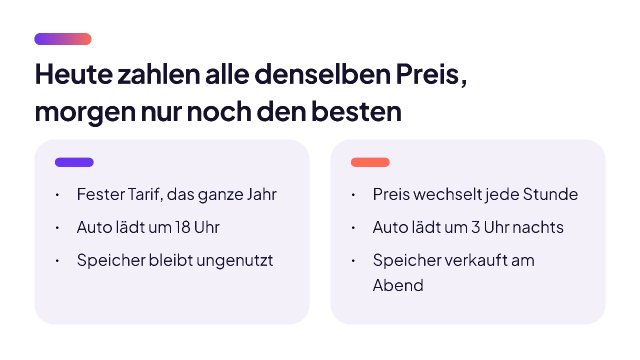 Heute zahlen alle denselben Preis,
morgen nur noch den besten
• Fester Tarif, das ganze Jahr
• Auto lädt um 18 Uhr
• Speicher bleibt ungenutzt
• Preis wechselt jede Stunde
• Auto lädt um 3 Uhr nachts
• Speicher verkauft am
Abend